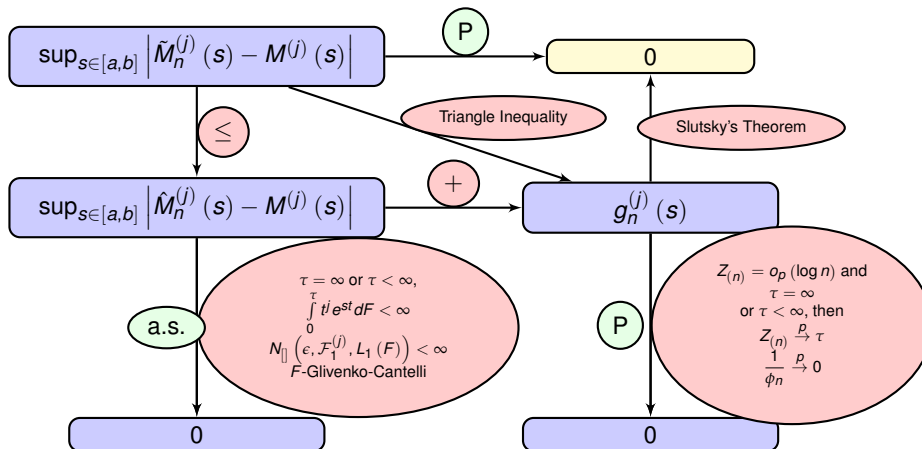 sup_{s∈[a,b]} |M̃_n^{(j)} (s) − M^{(j)} (s)|
P
0
Triangle Inequality
Slutsky's Theorem
≤
sup_{s∈[a,b]} |M̂_n^{(j)} (s) − M^{(j)} (s)|
+
g_n^{(j)} (s)
τ = ∞ or τ < ∞,
∫_0^τ t^j e^{st} dF < ∞
N_{[]} (ϵ, 𝓕_1^{(j)}, L_1 (F)) < ∞
F-Glivenko-Cantelli
a.s.
Z_{(n)} = o_p (log n) and
τ = ∞
or τ < ∞, then
Z_{(n)} →^p τ
1/ϕ_n →^p 0
P
0
0